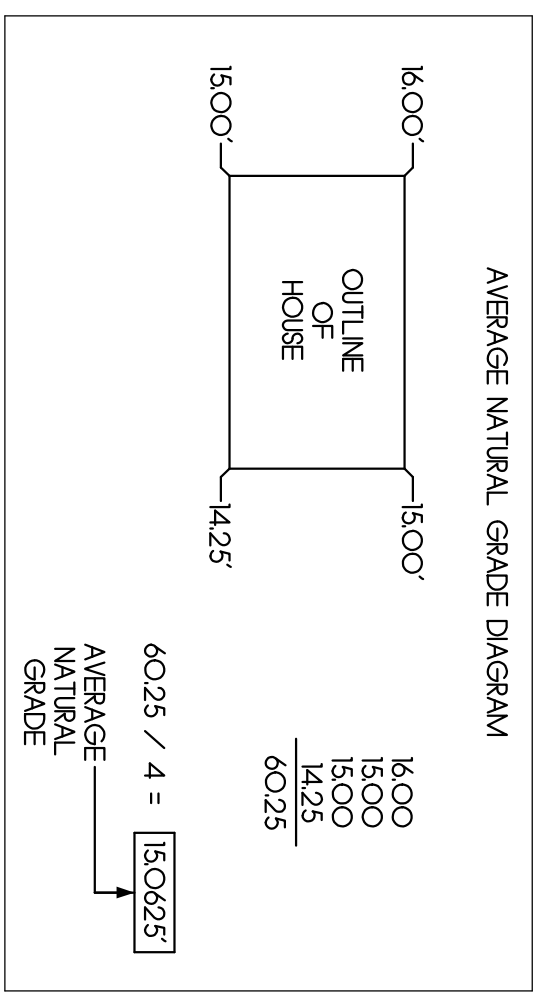 AVERAGE NATURAL GRADE DIAGRAM
16.00'
15.00'
OUTLINE
OF
HOUSE
15.00'
14.25'
16.00
15.00
15.00
14.25
60.25
60.25 / 4 = 15.0625'
AVERAGE
NATURAL
GRADE